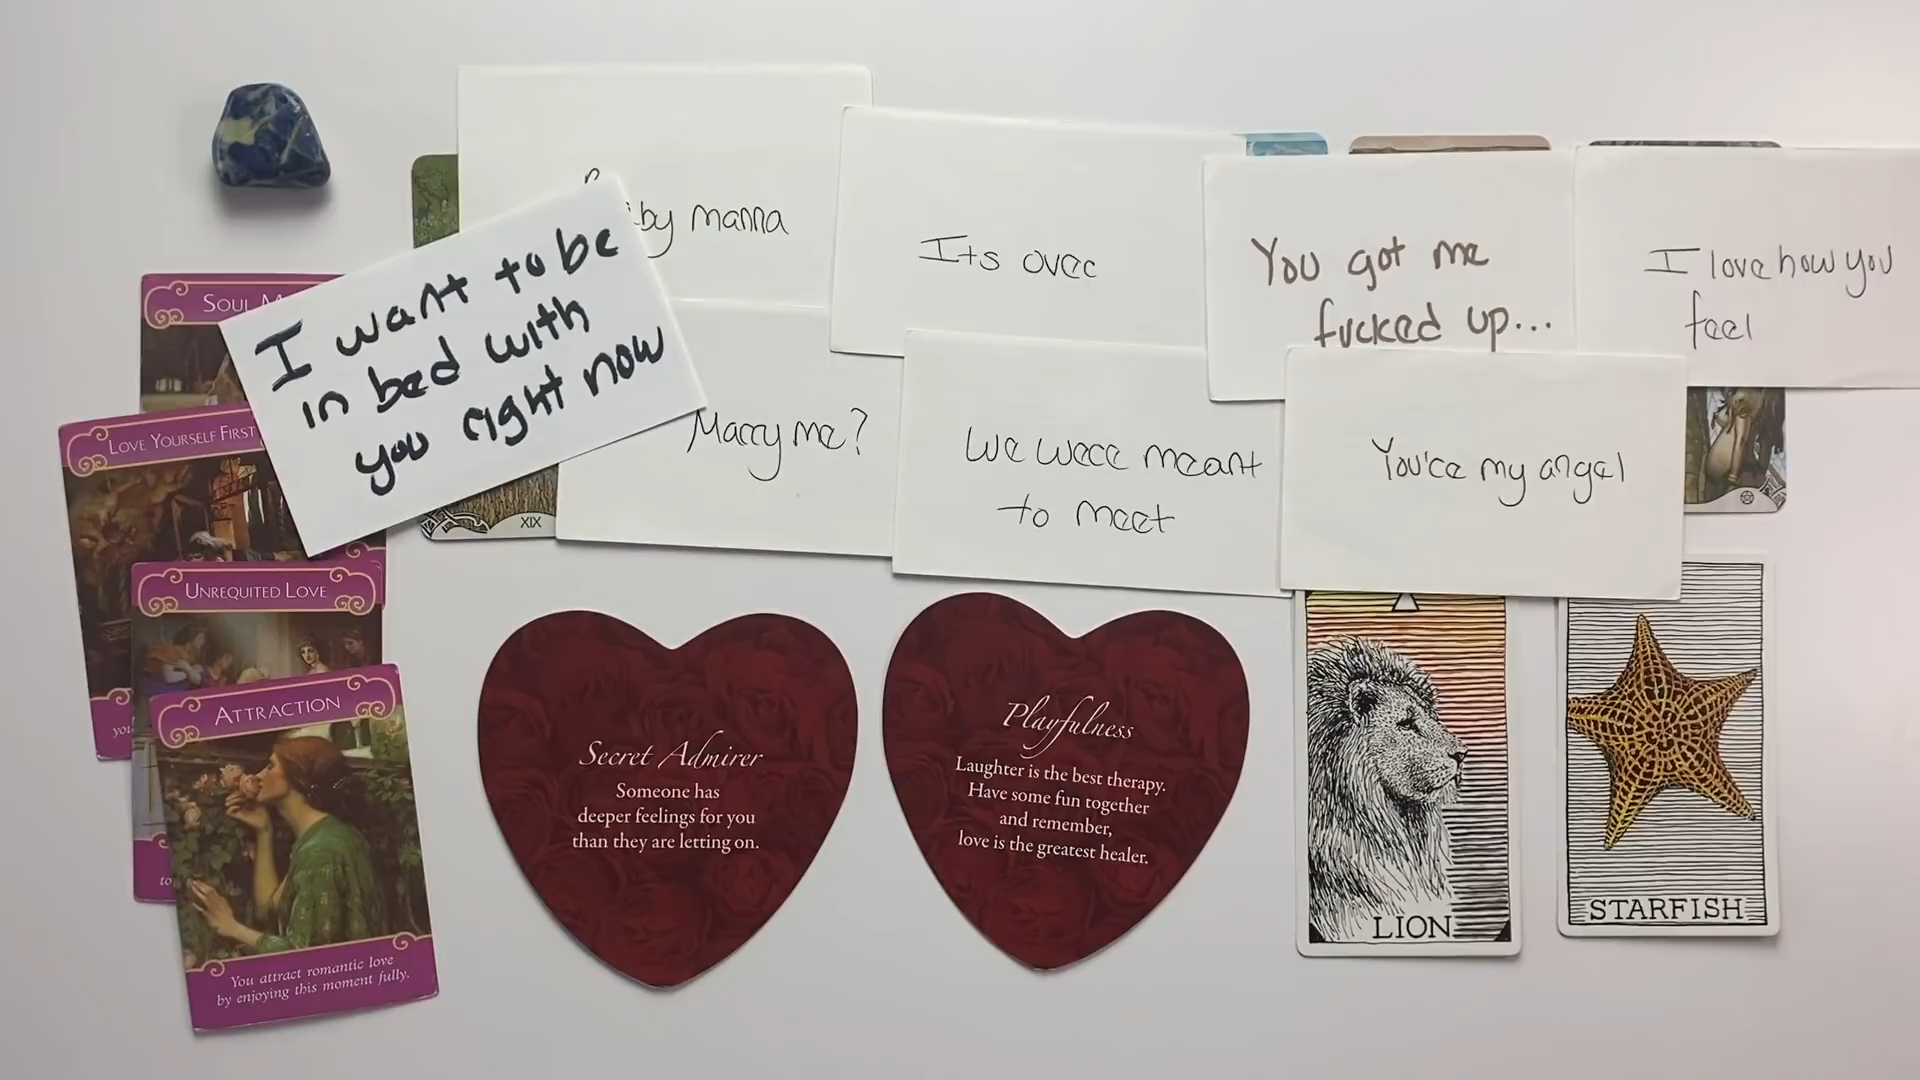 by manna
Its over
You got me
fucked up...
I love how you
feel
I want to be
in bed with
you right now
Marry me?
We were meant
to meet
You're my angel
SOUL
LOVE YOURSELF FIRST
XIX
UNREQUITED LOVE
ATTRACTION
You attract romantic love
by enjoying this moment fully.
Secret Admirer
Someone has
deeper feelings for you
than they are letting on.
Playfulness
Laughter is the best therapy.
Have some fun together
and remember,
love is the greatest healer.
LION
STARFISH